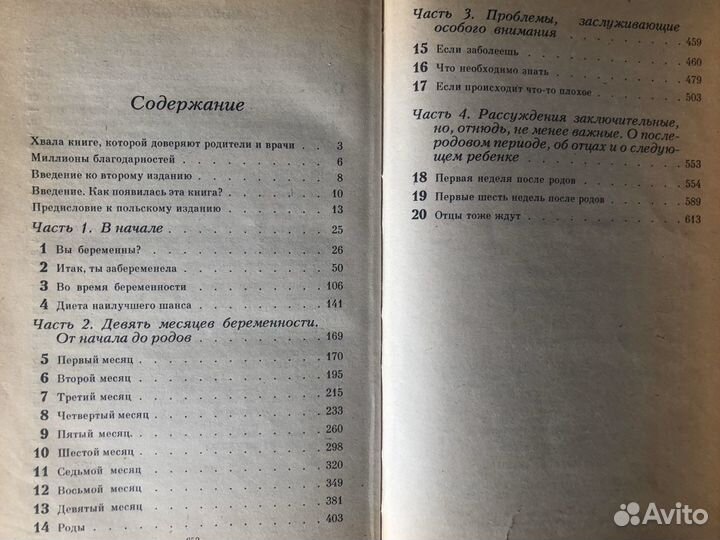 Содержание
Хвала книге, которой доверяют родители и врачи . . 3
Миллионы благодарностей . . . . . . . . . 6
Введение ко второму изданию . . . . . . . . 8
Введение. Как появилась эта книга? . . . . . . 10
Предисловие к польскому изданию . . . . . . . 13
Часть 1. В начале . . . . . . . . . . 25
1 Вы беременны? . . . . . . . . . . 26
2 Итак, ты забеременела . . . . . . . . 50
3 Во время беременности . . . . . . . . 106
4 Диета наилучшего шанса . . . . . . . . 141
Часть 2. Девять месяцев беременности.
От начала до родов . . . . . . . . 169
5 Первый месяц . . . . . . . . . . 170
6 Второй месяц . . . . . . . . . . 195
7 Третий месяц . . . . . . . . . . 215
8 Четвертый месяц . . . . . . . . . 233
9 Пятый месяц. . . . . . . . . . . 260
10 Шестой месяц . . . . . . . . . . 298
11 Седьмой месяц . . . . . . . . . . 320
12 Восьмой месяц . . . . . . . . . . 349
13 Девятый месяц . . . . . . . . . . 381
14 Роды . . . . . . . . . . . . 403
Часть 3. Проблемы, заслуживающие
особого внимания . . . . . . . . 459
15 Если заболеешь . . . . . . . . . . 460
16 Что необходимо знать . . . . . . . . 479
17 Если происходит что-то плохое . . . . . . 503
Часть 4. Рассуждения заключительные,
но, отнюдь, не менее важные. О после-
родовом периоде, об отцах и о следую-
щем ребенке . . . . . . . . . . 553
18 Первая неделя после родов . . . . . . . 554
19 Первые шесть недель после родов . . . . . 589
20 Отцы тоже ждут . . . . . . . . . . 613
Avito